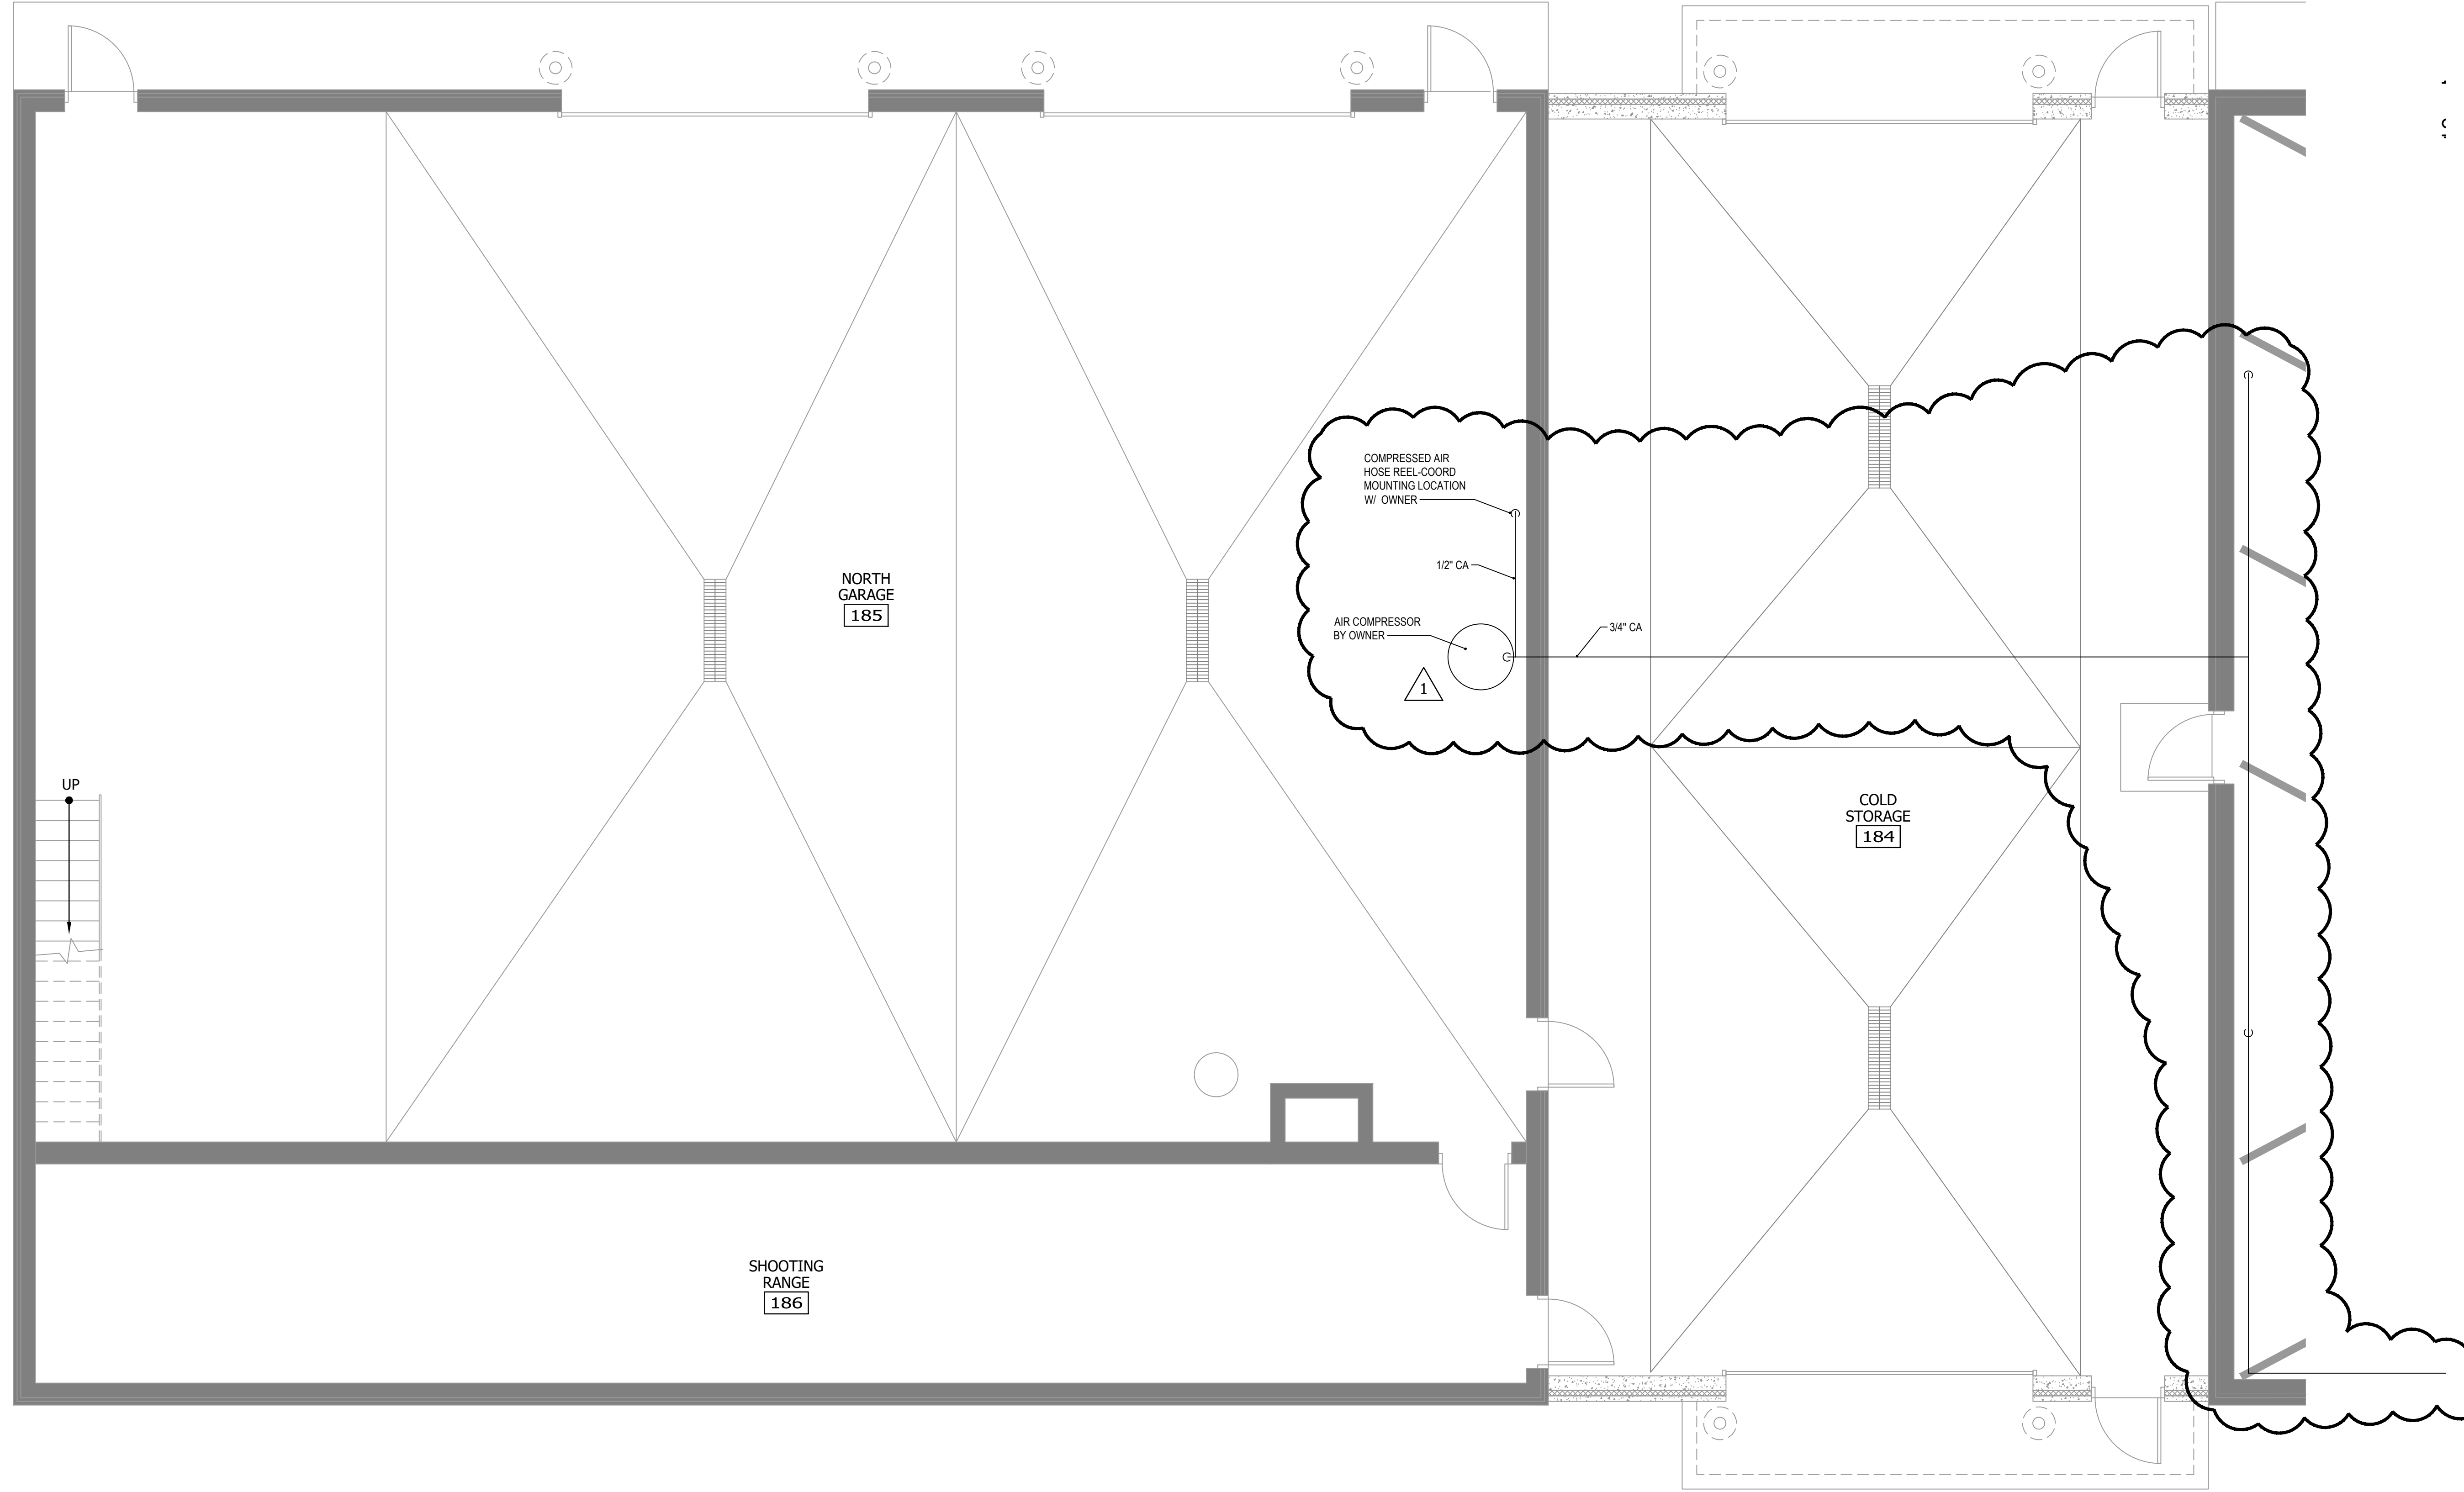 COMPRESSED AIR
HOSE REEL-COORD
MOUNTING LOCATION
W/ OWNER
1/2" CA
AIR COMPRESSOR
BY OWNER
3/4" CA
1
NORTH
GARAGE
185
UP
COLD
STORAGE
184
SHOOTING
RANGE
186